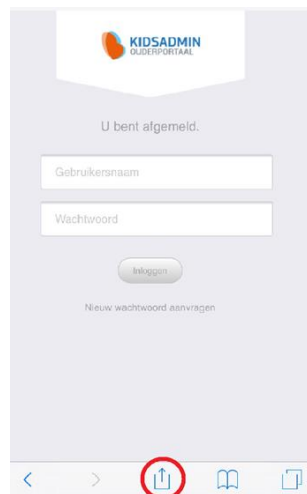 KIDSADMIN
OUDERPORTAAL
U bent afgemeld.
Gebruikersnaam
Wachtwoord
Inloggen
Nieuw wachtwoord aanvragen